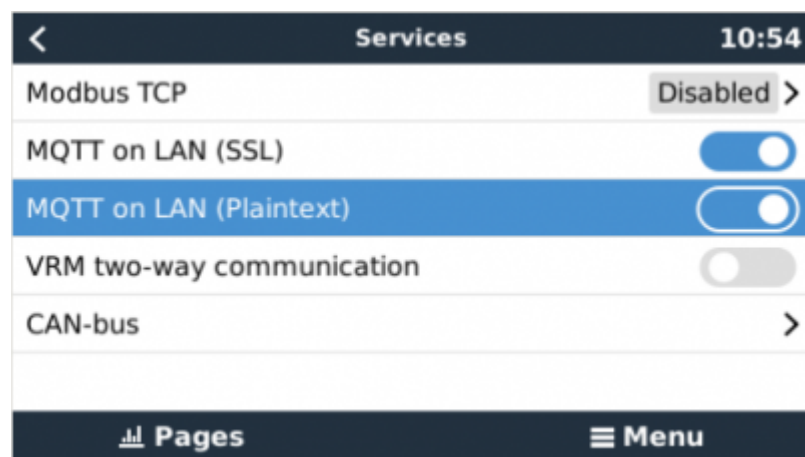 Services 10:54
Modbus TCP Disabled
MQTT on LAN (SSL)
MQTT on LAN (Plaintext)
VRM two-way communication
CAN-bus
Pages Menu